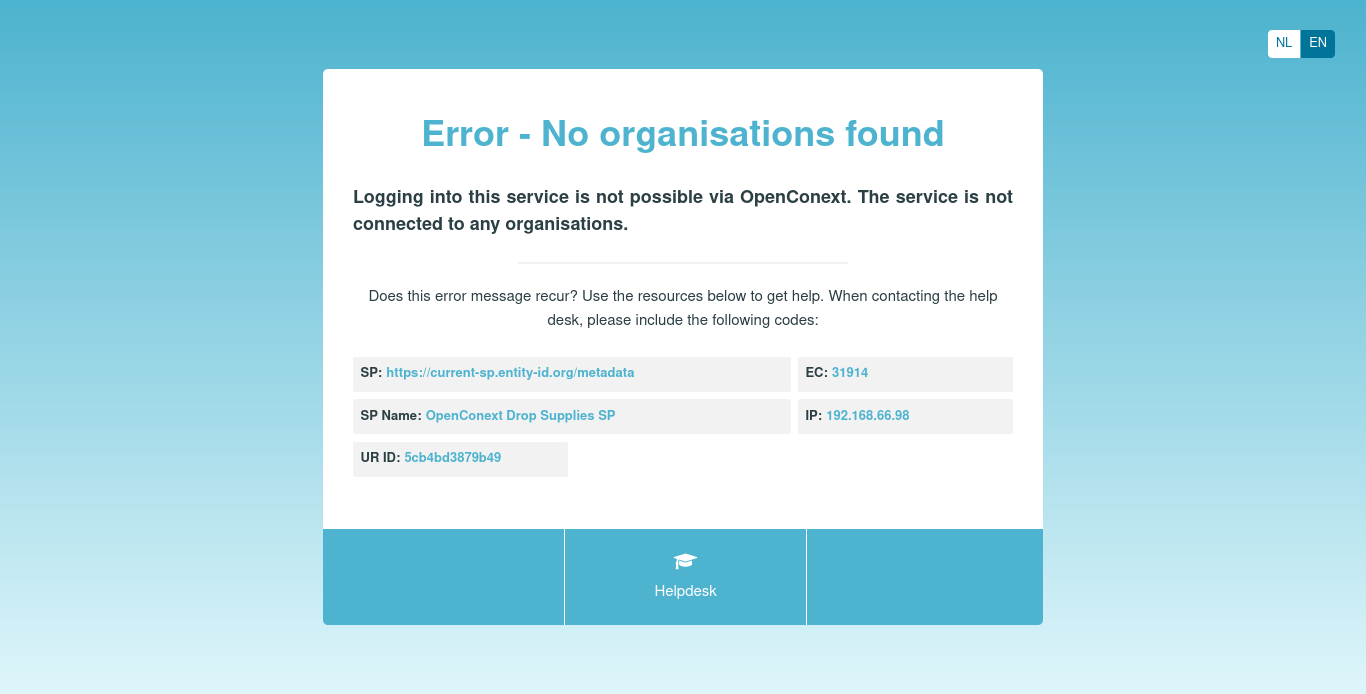 NL EN
Error - No organisations found
Logging into this service is not possible via OpenConext. The service is not
connected to any organisations.
Does this error message recur? Use the resources below to get help. When contacting the help
desk, please include the following codes:
SP: https://current-sp.entity-id.org/metadata EC: 31914
SP Name: OpenConext Drop Supplies SP IP: 192.168.66.98
UR ID: 5cb4bd3879b49
Helpdesk